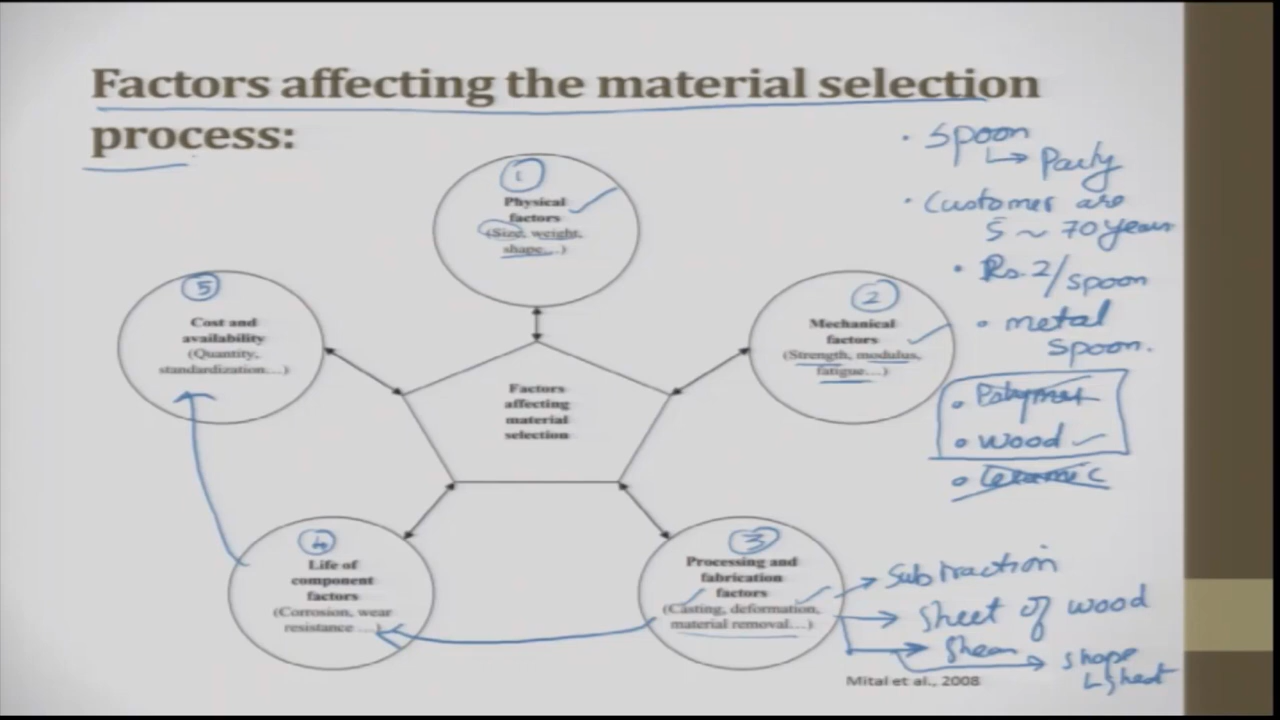 Factors affecting the material selection
process:
1
Physical
factors
(Size, weight,
shape...)
2
Mechanical
factors
(Strength, modulus,
fatigue...)
3
Processing and
fabrication
factors
(Casting, deformation,
material removal...)
4
Life of
component
factors
(Corrosion, wear
resistance ...)
5
Cost and
availability
(Quantity,
standardization...)
Factors
affecting
material
selection
• Spoon
↳ Party
• Customer are
5 ~ 70 years
• Rs. 2/spoon
• metal
spoon.
• Polymer
• wood ✓
• Ceramic
→ Subtraction
→ Sheet of wood
→ Shear
→ shape
↳ heat
Mital et al., 2008